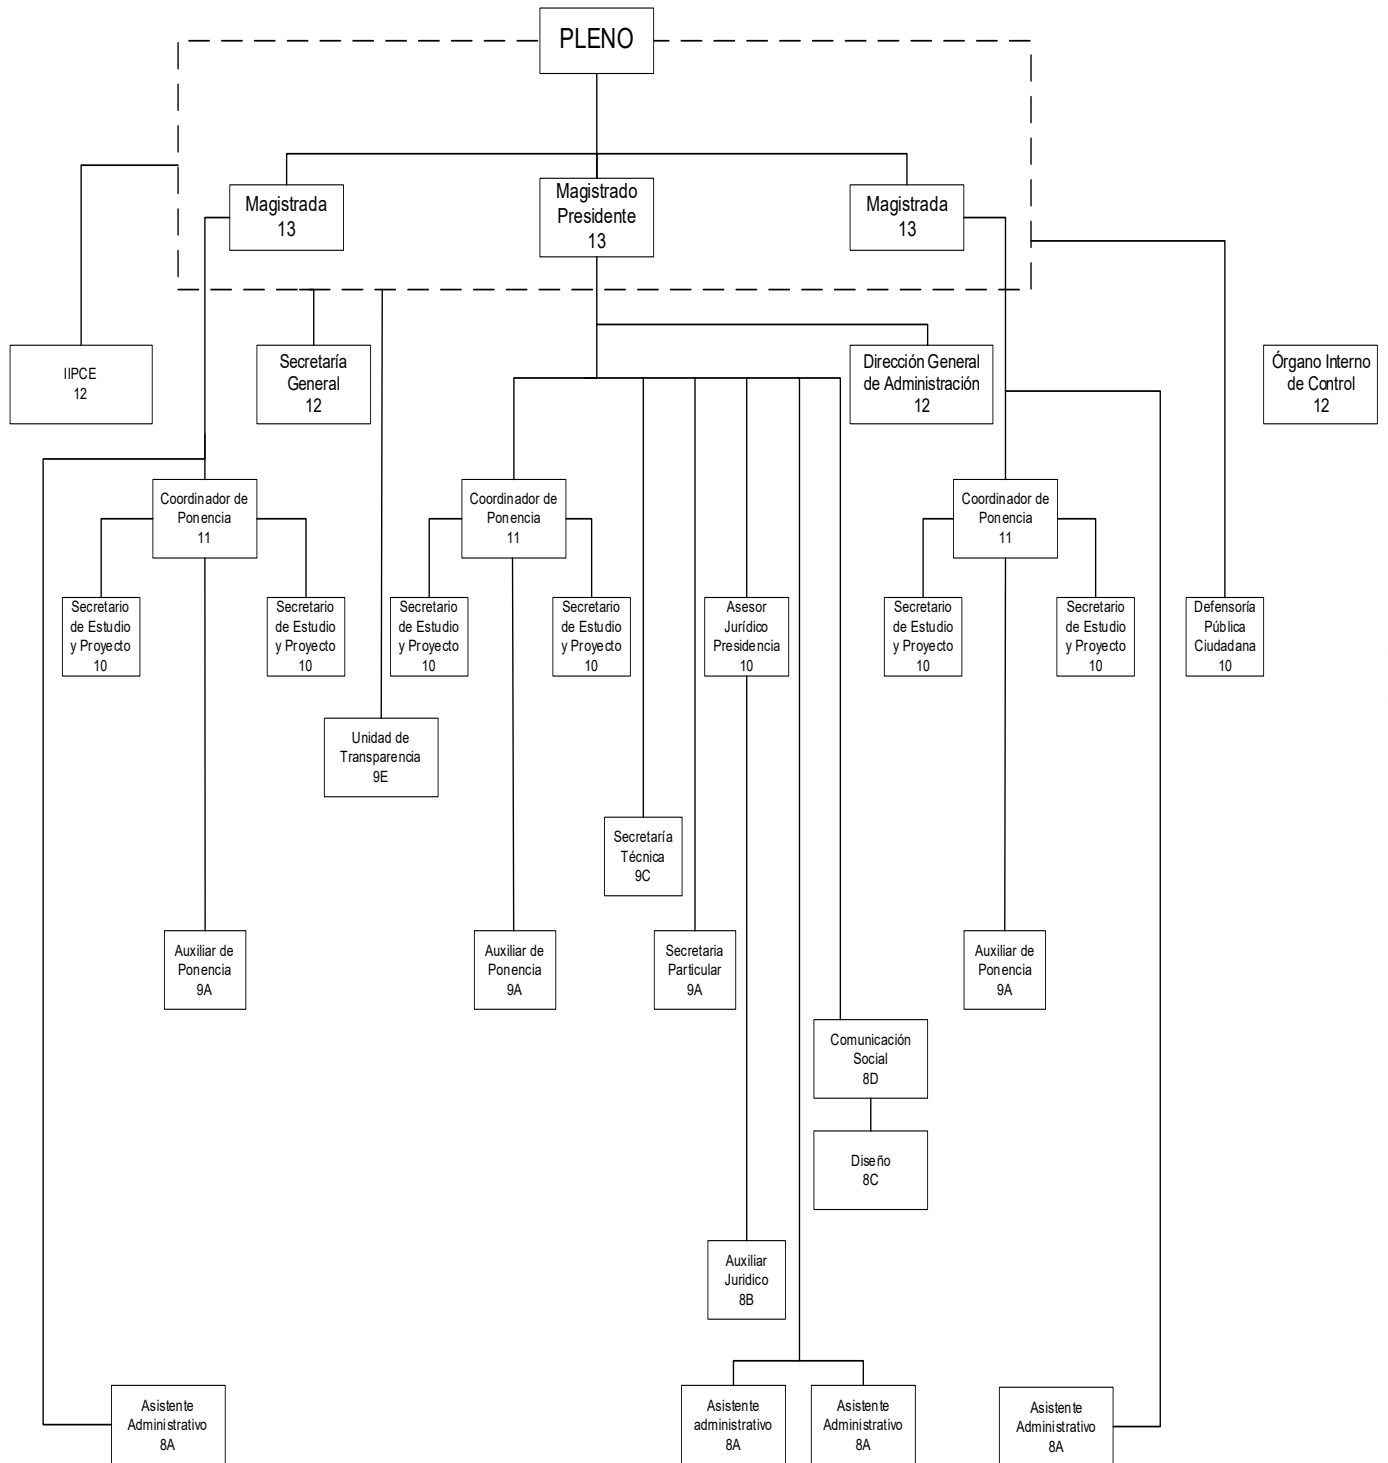 PLENO
Magistrada
13
Magistrado
Presidente
13
Magistrada
13
IIPCE
12
Secretaría
General
12
Dirección General
de Administración
12
Órgano Interno
de Control
12
Coordinador de
Ponencia
11
Coordinador de
Ponencia
11
Coordinador de
Ponencia
11
Secretario
de Estudio
y Proyecto
10
Secretario
de Estudio
y Proyecto
10
Secretario
de Estudio
y Proyecto
10
Secretario
de Estudio
y Proyecto
10
Asesor
Jurídico
Presidencia
10
Secretario
de Estudio
y Proyecto
10
Secretario
de Estudio
y Proyecto
10
Defensoría
Pública
Ciudadana
10
Unidad de
Transparencia
9E
Secretaría
Técnica
9C
Auxiliar de
Ponencia
9A
Auxiliar de
Ponencia
9A
Secretaria
Particular
9A
Auxiliar de
Ponencia
9A
Comunicación
Social
8D
Diseño
8C
Auxiliar
Juridico
8B
Asistente
Administrativo
8A
Asistente
administrativo
8A
Asistente
Administrativo
8A
Asistente
Administrativo
8A